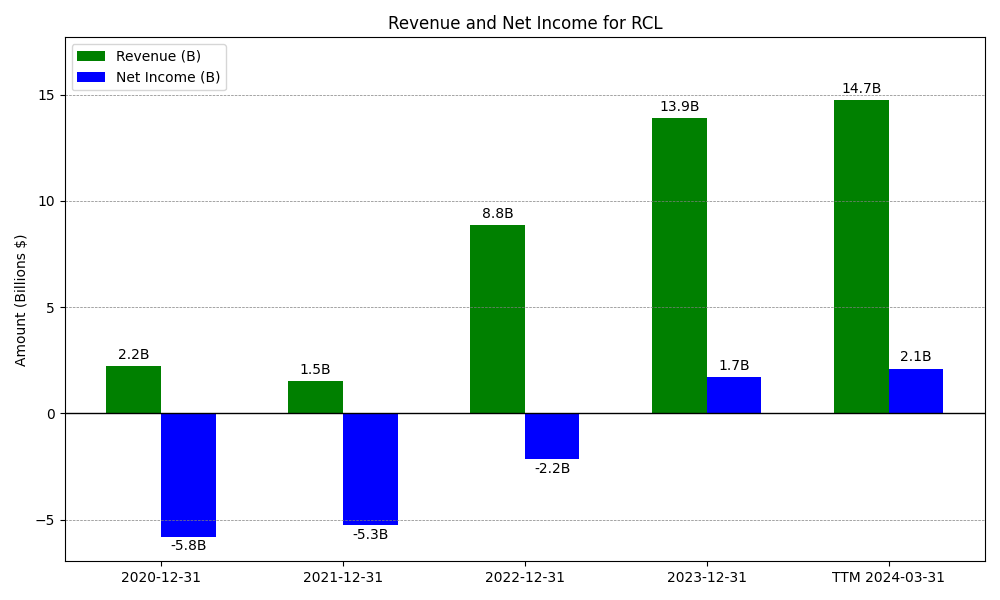 Revenue and Net Income for RCL
Revenue (B)
Net Income (B)
Amount (Billions $)
15
10
5
0
−5
2.2B
-5.8B
1.5B
-5.3B
8.8B
-2.2B
13.9B
1.7B
14.7B
2.1B
2020-12-31
2021-12-31
2022-12-31
2023-12-31
TTM 2024-03-31